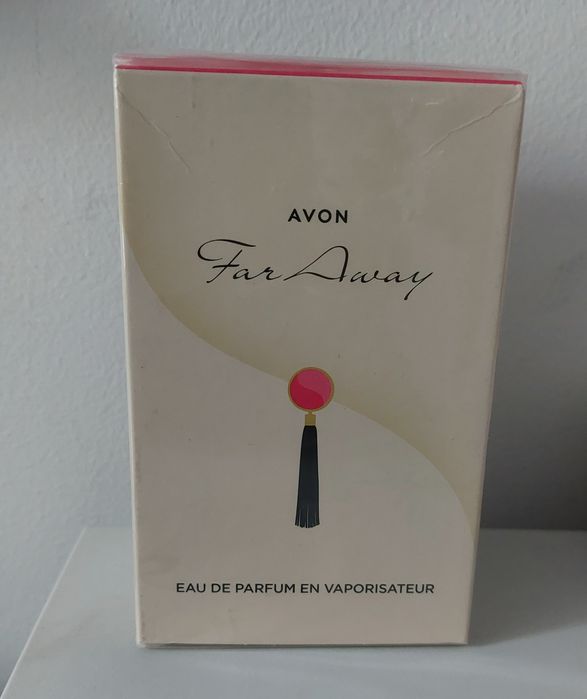 AVON
Far Away
EAU DE PARFUM EN VAPORISATEUR